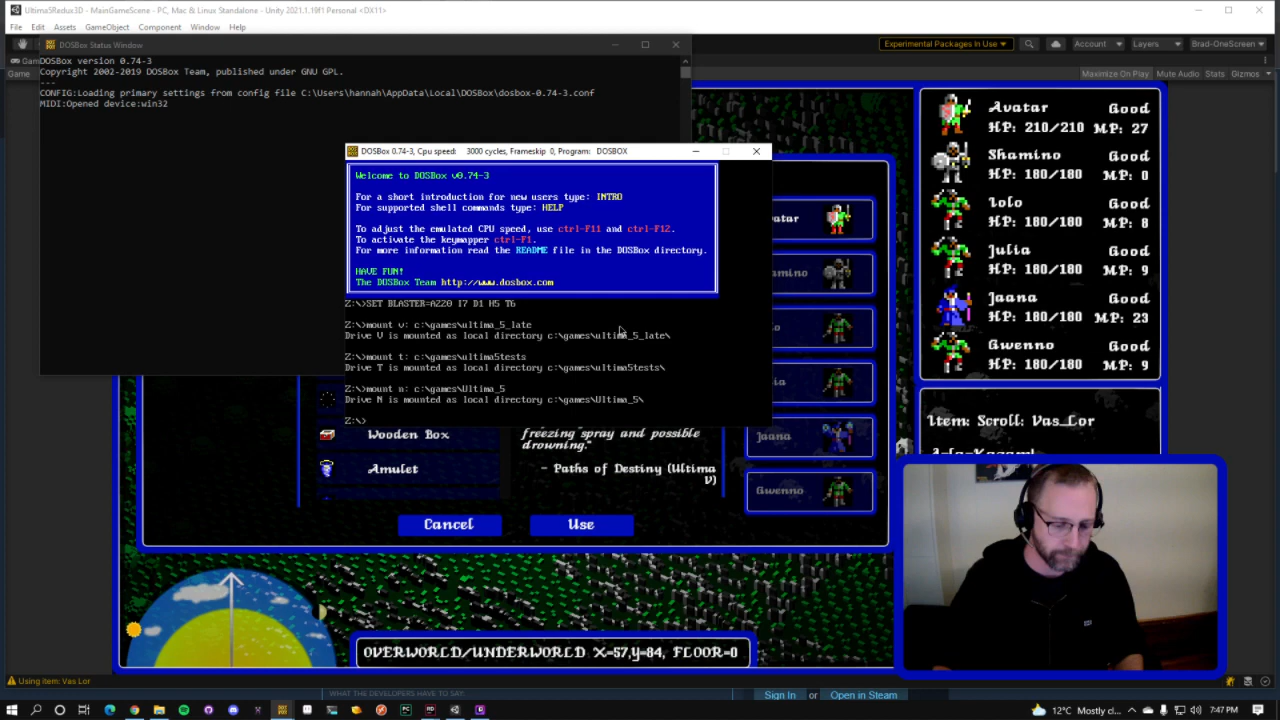 Ultima5Redux3D - MainGameScene - PC, Mac & Linux Standalone - Unity 2021.1.19f1 Personal <DX11>
File Edit Assets GameObject Component Window Help
DOSBox Status Window
Experimental Packages In Use
Account
Layers
Brad-OneScreen
Game
Maximize On Play
Mute Audio
Stats
Gizmos
DOSBox version 0.74-3
Copyright 2002-2019 DOSBox Team, published under GNU GPL.
---
CONFIG:Loading primary settings from config file C:\Users\hannah\AppData\Local\DOSBox\dosbox-0.74-3.conf
MIDI:Opened device:win32
DOSBox 0.74-3, Cpu speed: 3000 cycles, Frameskip 0, Program: DOSBOX
Welcome to DOSBox v0.74-3
For a short introduction for new users type: INTRO
For supported shell commands type: HELP
To adjust the emulated CPU speed, use ctrl-F11 and ctrl-F12.
To activate the keymapper ctrl-F1.
For more information read the README file in the DOSBox directory.
HAVE FUN!
The DOSBox Team http://www.dosbox.com
Z:\>SET BLASTER=A220 I7 D1 H5 T6
Z:\>mount v: c:\games\ultima_5_late
Drive V is mounted as local directory c:\games\ultima_5_late\
Z:\>mount t: c:\games\ultima5tests
Drive T is mounted as local directory c:\games\ultima5tests\
Z:\>mount n: c:\games\Ultima_5
Drive N is mounted as local directory c:\games\Ultima_5\
Z:\>
Avatar Good
HP: 210/210 MP: 27
Shamino Good
HP: 180/180 MP: 0
Iolo Good
HP: 180/180 MP: 8
Julia Good
HP: 180/180 MP: 9
Jaana Good
HP: 180/180 MP: 23
Gwenno Good
HP: 180/180 MP: 9
Item: Scroll: Vas_Lor
Wooden Box
Amulet
freezing spray and possible
drowning."
- Paths of Destiny (Ultima
V)
Jaana
Gwenno
Cancel
Use
OVERWORLD/UNDERWORLD X=57,y=84, FLOOR=0
Using item: Vas Lor
WHAT THE DEVELOPERS HAVE TO SAY:
Sign In or Open in Steam
12°C Mostly cl...
7:47 PM